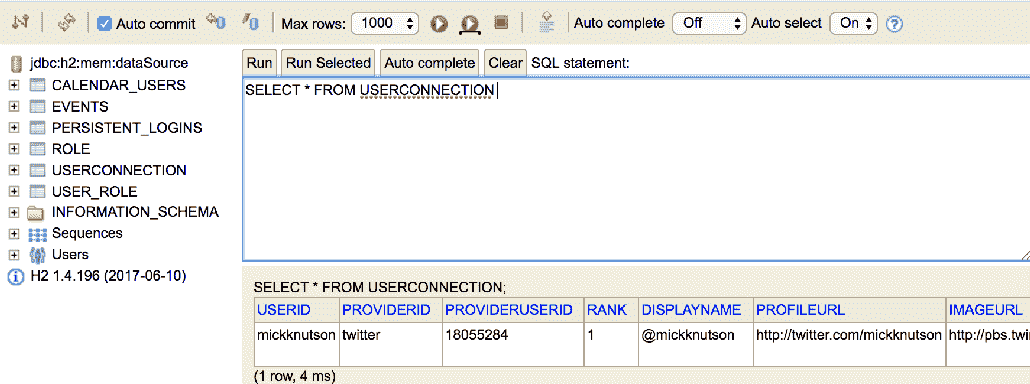 Auto commit Max rows: 1000 Auto complete Off Auto select On ?
jdbc:h2:mem:dataSource
CALENDAR_USERS
EVENTS
PERSISTENT_LOGINS
ROLE
USERCONNECTION
USER_ROLE
INFORMATION_SCHEMA
Sequences
Users
H2 1.4.196 (2017-06-10)
Run Run Selected Auto complete Clear SQL statement:
SELECT * FROM USERCONNECTION
SELECT * FROM USERCONNECTION;
USERID PROVIDERID PROVIDERUSERID RANK DISPLAYNAME PROFILEURL IMAGEURL
mickknutson twitter 18055284 1 @mickknutson http://twitter.com/mickknutson http://pbs.twi
(1 row, 4 ms)